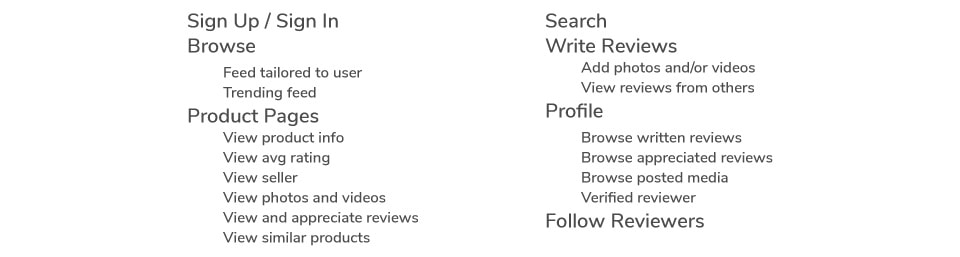 Sign Up / Sign In
Browse
Feed tailored to user
Trending feed
Product Pages
View product info
View avg rating
View seller
View photos and videos
View and appreciate reviews
View similar products
Search
Write Reviews
Add photos and/or videos
View reviews from others
Profile
Browse written reviews
Browse appreciated reviews
Browse posted media
Verified reviewer
Follow Reviewers